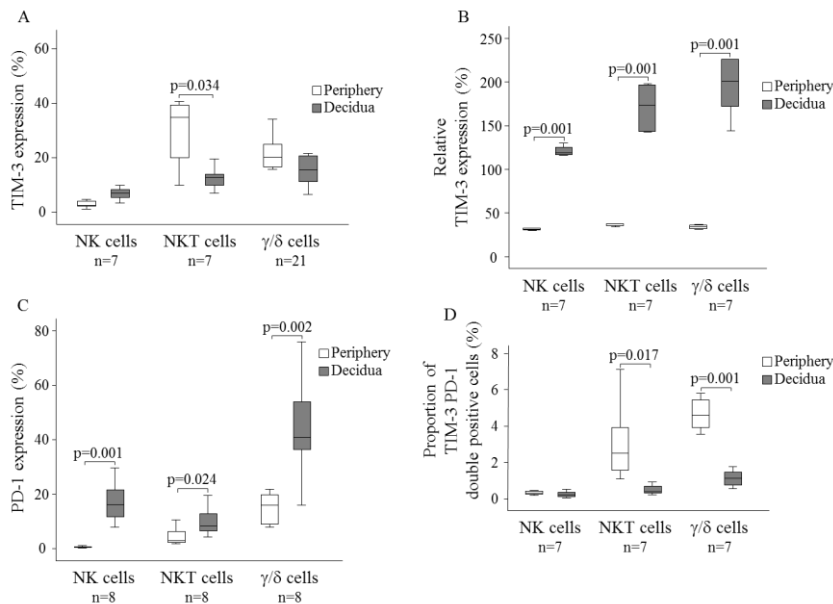 A
TIM-3 expression (%)
60
40
20
0
p=0.034
Periphery
Decidua
NK cells
NKT cells
γ/δ cells
n=7
n=7
n=21
B
Relative
TIM-3 expression (%)
250
200
150
100
50
0
p=0.001
p=0.001
p=0.001
Periphery
Decidua
NK cells
NKT cells
γ/δ cells
n=7
n=7
n=7
C
PD-1 expression (%)
80
60
40
20
0
p=0.001
p=0.024
p=0.002
Periphery
Decidua
NK cells
NKT cells
γ/δ cells
n=8
n=8
n=8
D
Proportion of
TIM-3 PD-1
double positive cells (%)
8
6
4
2
0
p=0.017
p=0.001
Periphery
Decidua
NK cells
NKT cells
γ/δ cells
n=7
n=7
n=7